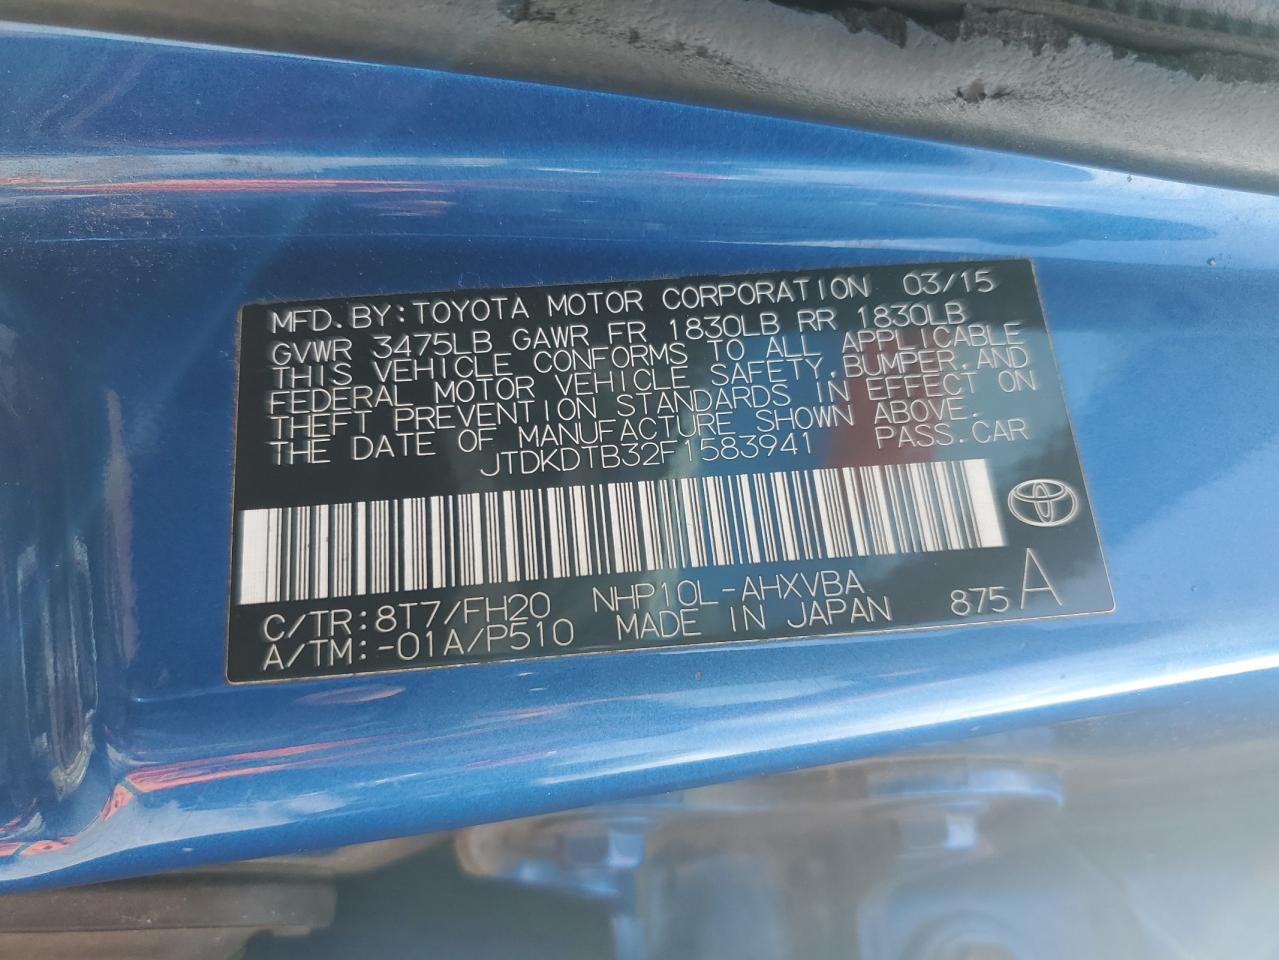 MFD.BY:TOYOTA MOTOR CORPORATION 03/15
GVWR 3475LB GAWR FR 1830LB RR 1830LB
THIS VEHICLE CONFORMS TO ALL APPLICABLE
FEDERAL MOTOR VEHICLE SAFETY,BUMPER,AND
THEFT PREVENTION STANDARDS IN EFFECT ON
THE DATE OF MANUFACTURE SHOWN ABOVE.
JTDKDTB32F1583941 PASS.CAR
C/TR:8T7/FH20 NHP10L-AHXVBA
A/TM:-01A/P510 MADE IN JAPAN 875 A